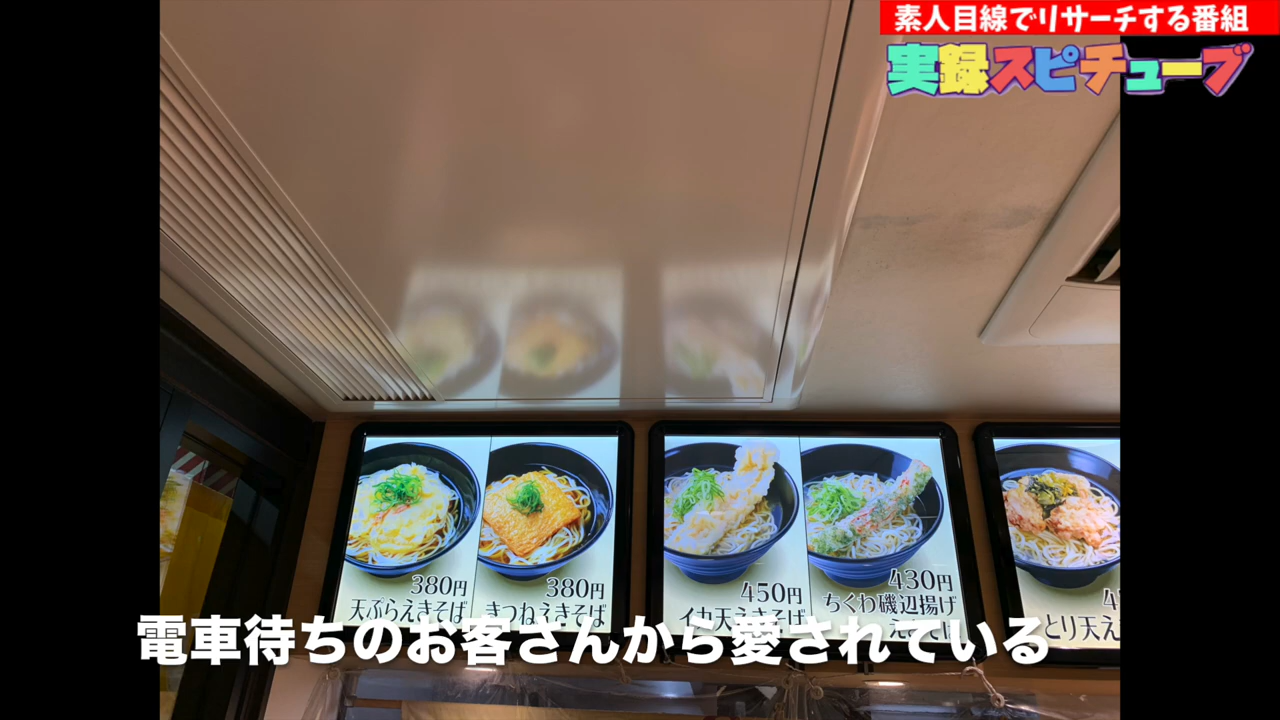 素人目線でリサーチする番組
実録スピチューブ
380円
天ぷらえきそば
380円
きつねえきそば
450円
イカ天えきそば
430円
ちくわ磯辺揚げ
とり天え
電車待ちのお客さんから愛されている